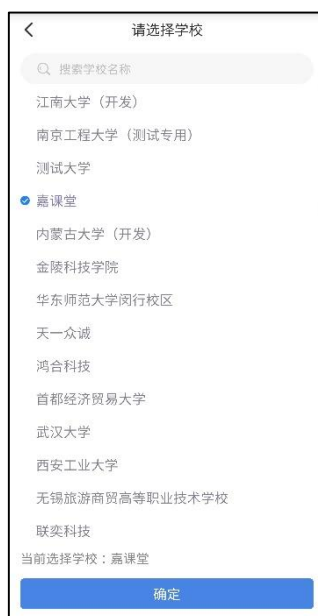 请选择学校
搜索学校名称
江南大学（开发）
南京工程大学（测试专用）
测试大学
嘉课堂
内蒙古大学（开发）
金陵科技学院
华东师范大学闵行校区
天一众诚
鸿合科技
首都经济贸易大学
武汉大学
西安工业大学
无锡旅游商贸高等职业技术学校
联奕科技
当前选择学校：嘉课堂
确定